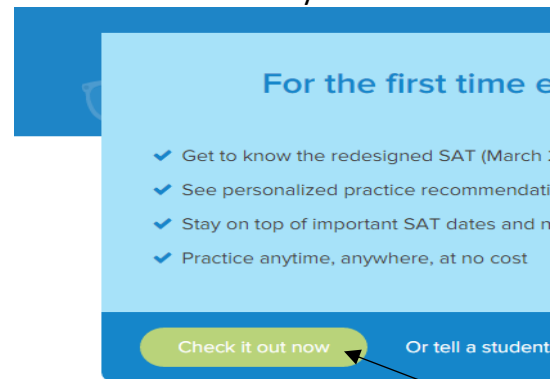 For the first time e
Get to know the redesigned SAT (March
See personalized practice recommendati
Stay on top of important SAT dates and n
Practice anytime, anywhere, at no cost
Check it out now Or tell a student